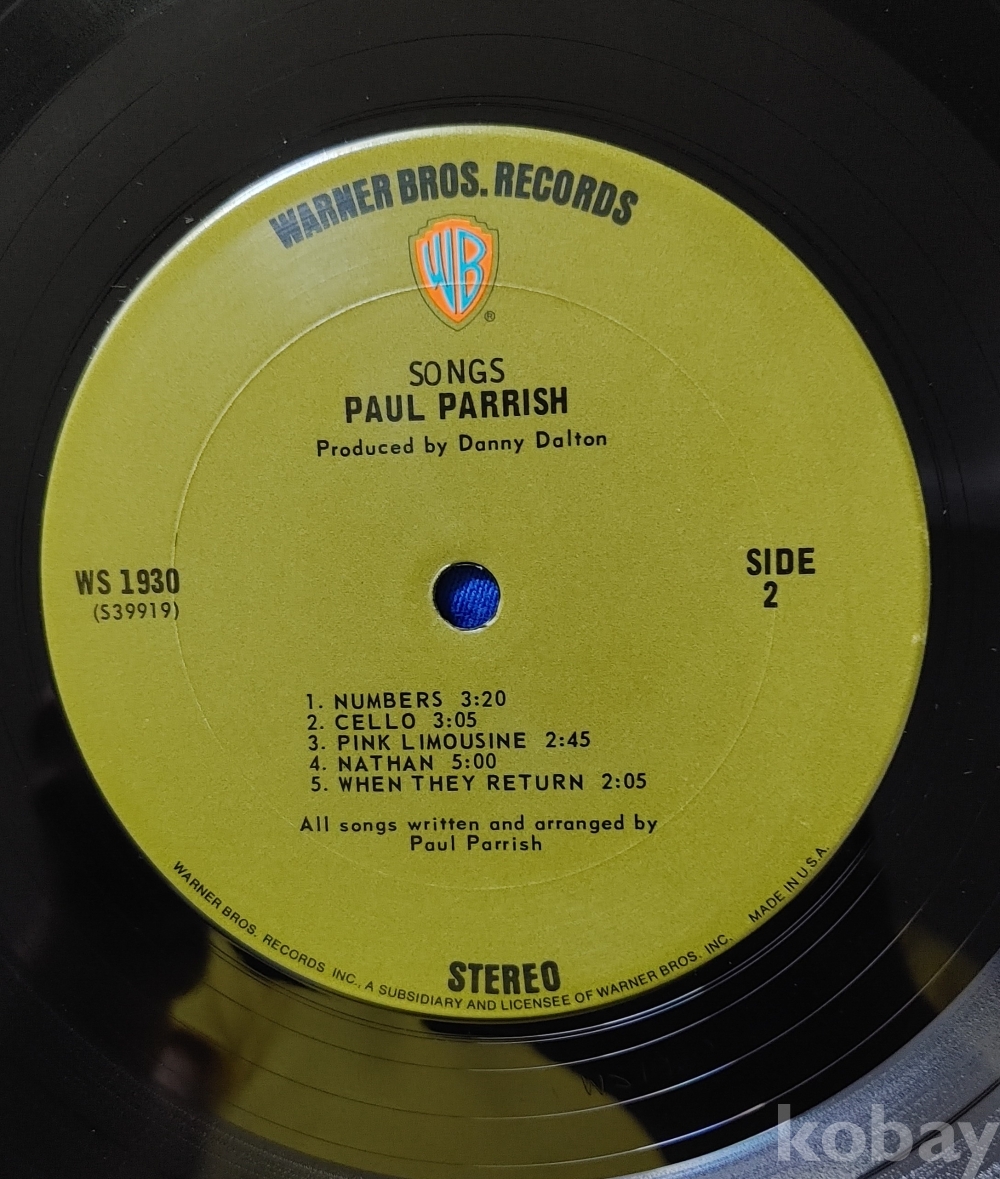 WARNER BROS. RECORDS
WB
®
SONGS
PAUL PARRISH
Produced by Danny Dalton
WS 1930
(S39919)
SIDE
2
1. NUMBERS 3:20
2. CELLO 3:05
3. PINK LIMOUSINE 2:45
4. NATHAN 5:00
5. WHEN THEY RETURN 2:05
All songs written and arranged by
Paul Parrish
STEREO
WARNER BROS. RECORDS INC., A SUBSIDIARY AND LICENSEE OF WARNER BROS. INC. MADE IN U.S.A.
kobay